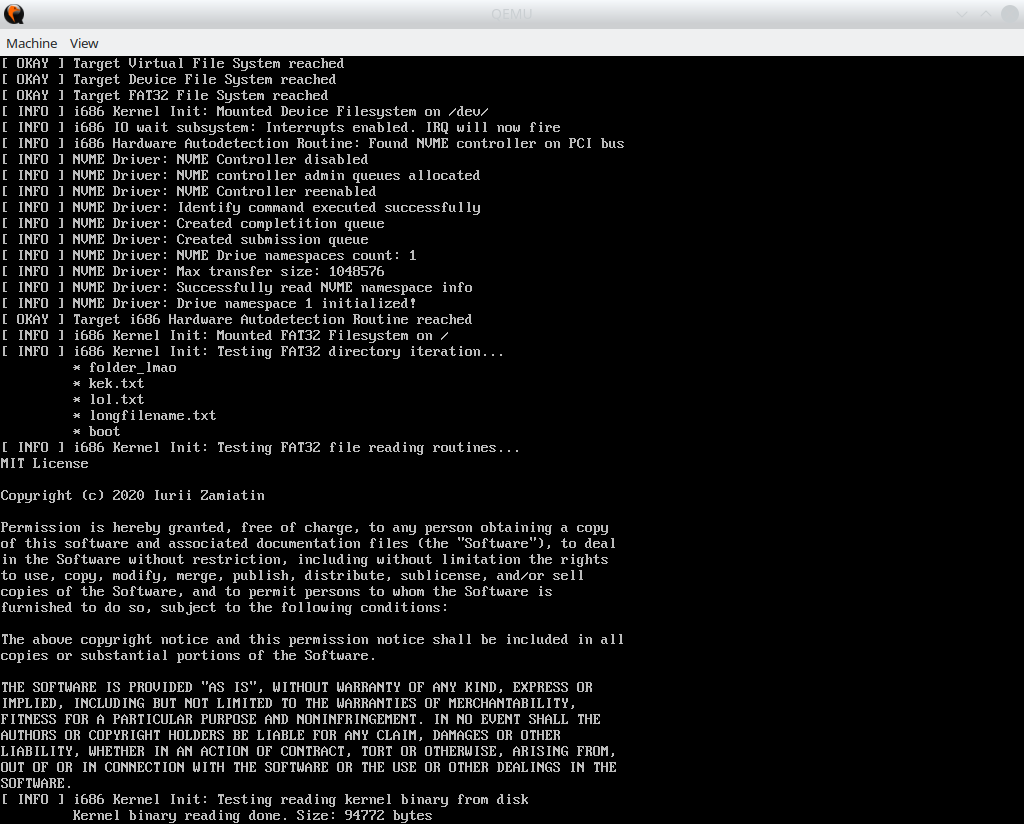 QEMU
Machine View
[ OKAY ] Target Virtual File System reached
[ OKAY ] Target Device File System reached
[ OKAY ] Target FAT32 File System reached
[ INFO ] i686 Kernel Init: Mounted Device Filesystem on /dev/
[ INFO ] i686 IO wait subsystem: Interrupts enabled. IRQ will now fire
[ INFO ] i686 Hardware Autodetection Routine: Found NVME controller on PCI bus
[ INFO ] NVME Driver: NVME Controller disabled
[ INFO ] NVME Driver: NVME controller admin queues allocated
[ INFO ] NVME Driver: NVME Controller reenabled
[ INFO ] NVME Driver: Identify command executed successfully
[ INFO ] NVME Driver: Created completition queue
[ INFO ] NVME Driver: Created submission queue
[ INFO ] NVME Driver: NVME Drive namespaces count: 1
[ INFO ] NVME Driver: Max transfer size: 1048576
[ INFO ] NVME Driver: Successfully read NVME namespace info
[ INFO ] NVME Driver: Drive namespace 1 initialized!
[ OKAY ] Target i686 Hardware Autodetection Routine reached
[ INFO ] i686 Kernel Init: Mounted FAT32 Filesystem on /
[ INFO ] i686 Kernel Init: Testing FAT32 directory iteration...
* folder_lmao
* kek.txt
* lol.txt
* longfilename.txt
* boot
[ INFO ] i686 Kernel Init: Testing FAT32 file reading routines...
MIT License
Copyright (c) 2020 Iurii Zamiatin
Permission is hereby granted, free of charge, to any person obtaining a copy
of this software and associated documentation files (the "Software"), to deal
in the Software without restriction, including without limitation the rights
to use, copy, modify, merge, publish, distribute, sublicense, and/or sell
copies of the Software, and to permit persons to whom the Software is
furnished to do so, subject to the following conditions:
The above copyright notice and this permission notice shall be included in all
copies or substantial portions of the Software.
THE SOFTWARE IS PROVIDED "AS IS", WITHOUT WARRANTY OF ANY KIND, EXPRESS OR
IMPLIED, INCLUDING BUT NOT LIMITED TO THE WARRANTIES OF MERCHANTABILITY,
FITNESS FOR A PARTICULAR PURPOSE AND NONINFRINGEMENT. IN NO EVENT SHALL THE
AUTHORS OR COPYRIGHT HOLDERS BE LIABLE FOR ANY CLAIM, DAMAGES OR OTHER
LIABILITY, WHETHER IN AN ACTION OF CONTRACT, TORT OR OTHERWISE, ARISING FROM,
OUT OF OR IN CONNECTION WITH THE SOFTWARE OR THE USE OR OTHER DEALINGS IN THE
SOFTWARE.
[ INFO ] i686 Kernel Init: Testing reading kernel binary from disk
Kernel binary reading done. Size: 94772 bytes